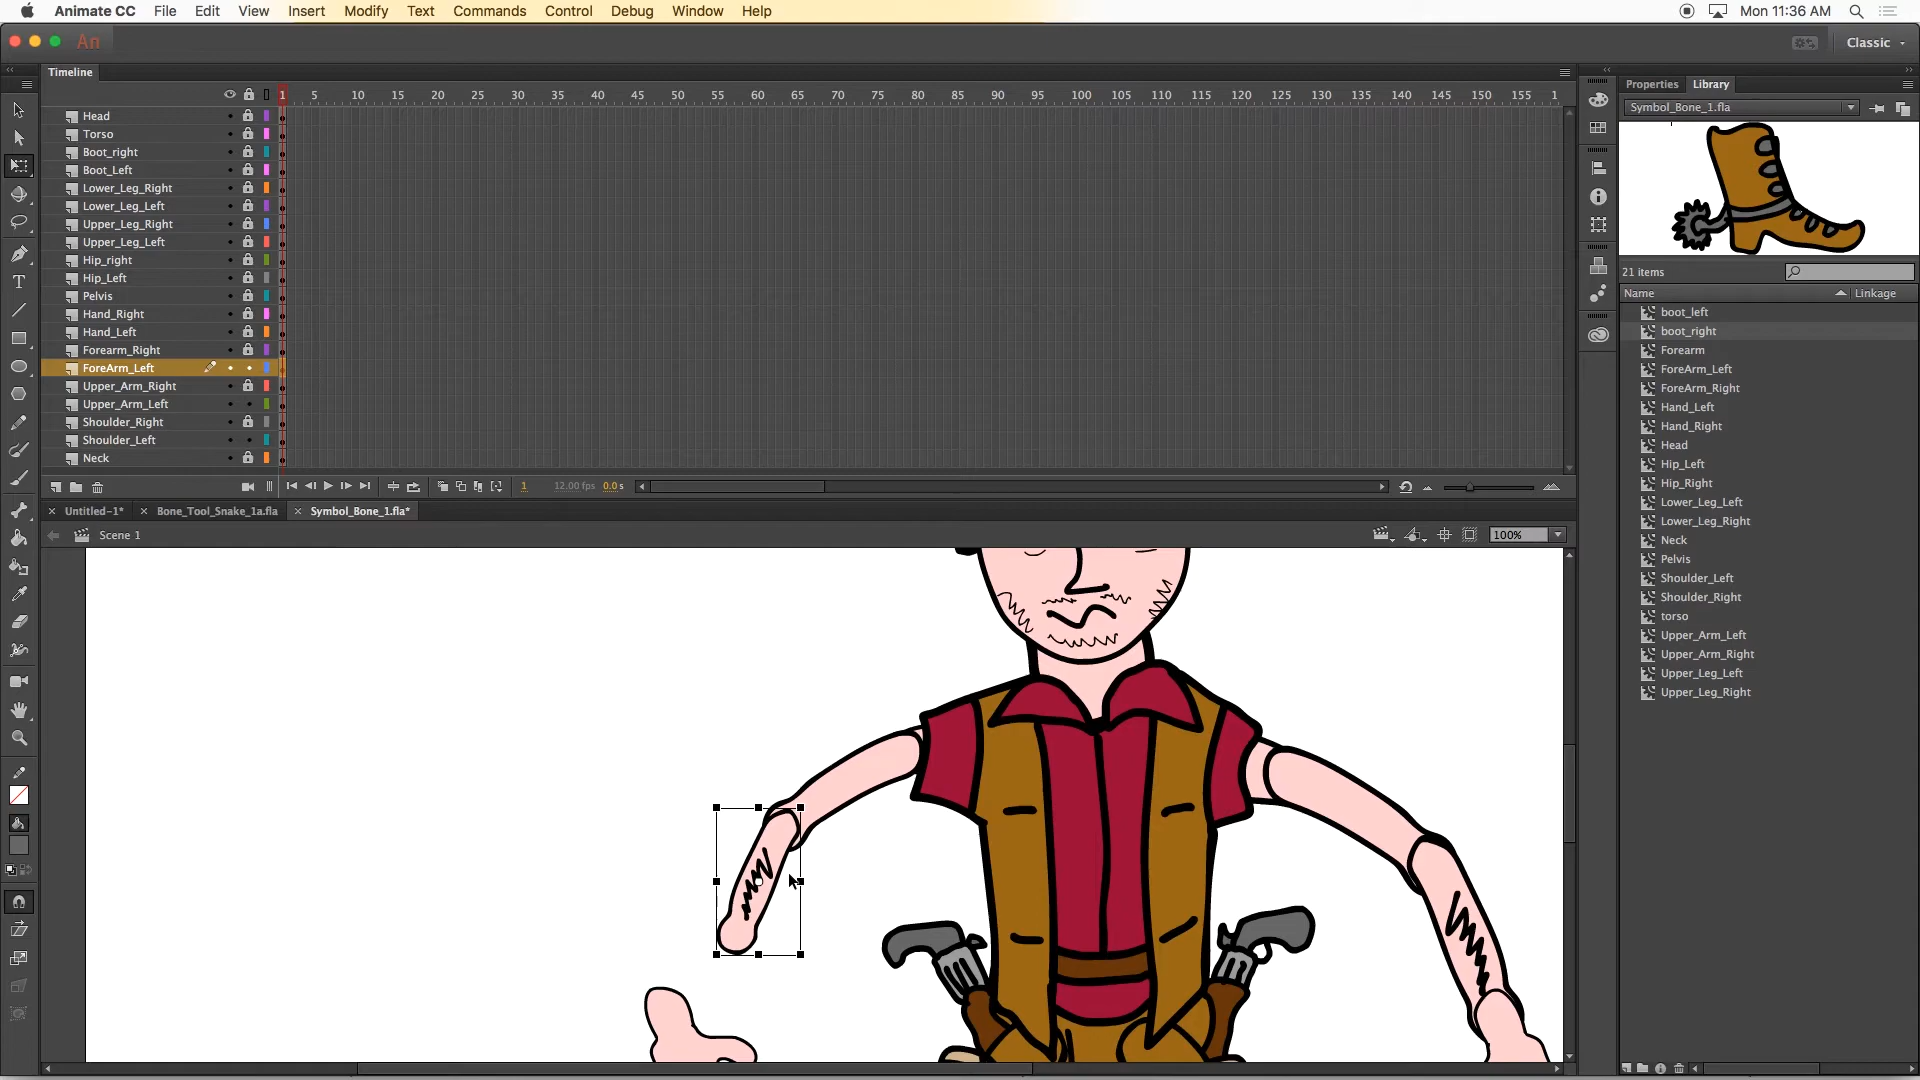 Animate CC File Edit View Insert Modify Text Commands Control Debug Window Help Mon 11:36 AM
An Classic
Timeline
Properties Library
1 5 10 15 20 25 30 35 40 45 50 55 60 65 70 75 80 85 90 95 100 105 110 115 120 125 130 135 140 145 150 155 1
Symbol_Bone_1.fla
Head
Torso
Boot_right
Boot_Left
Lower_Leg_Right
Lower_Leg_Left
Upper_Leg_Right
Upper_Leg_Left
Hip_right
Hip_Left
Pelvis
Hand_Right
Hand_Left
Forearm_Right
ForeArm_Left
Upper_Arm_Right
Upper_Arm_Left
Shoulder_Right
Shoulder_Left
Neck
1 12.00 fps 0.0 s
Untitled-1* Bone_Tool_Snake_1a.fla Symbol_Bone_1.fla*
Scene 1 100%
21 items
Name Linkage
boot_left
boot_right
Forearm
ForeArm_Left
ForeArm_Right
Hand_Left
Hand_Right
Head
Hip_Left
Hip_Right
Lower_Leg_Left
Lower_Leg_Right
Neck
Pelvis
Shoulder_Left
Shoulder_Right
torso
Upper_Arm_Left
Upper_Arm_Right
Upper_Leg_Left
Upper_Leg_Right